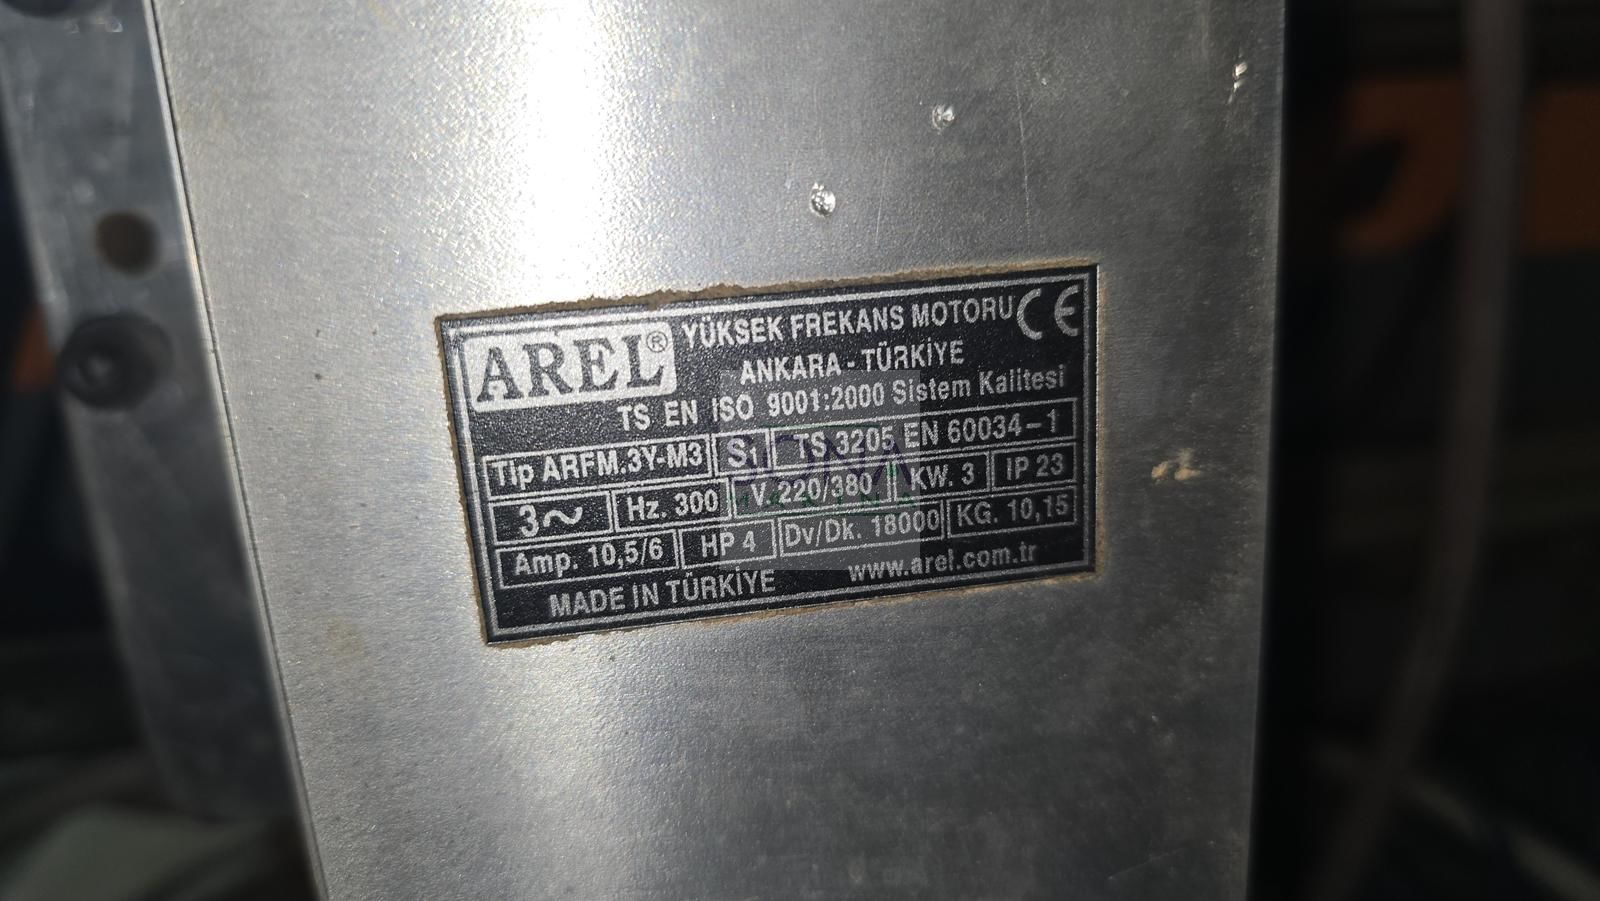 AREL® YÜKSEK FREKANS MOTORU CE
ANKARA - TÜRKİYE
TS EN ISO 9001:2000 Sistem Kalitesi
Tip ARFM.3Y-M3 S1 TS 3205 EN 60034-1
3~ Hz. 300 V. 220/380 KW. 3 IP 23
Amp. 10,5/6 HP 4 Dv/Dk. 18000 KG. 10,15
MADE IN TÜRKİYE www.arel.com.tr